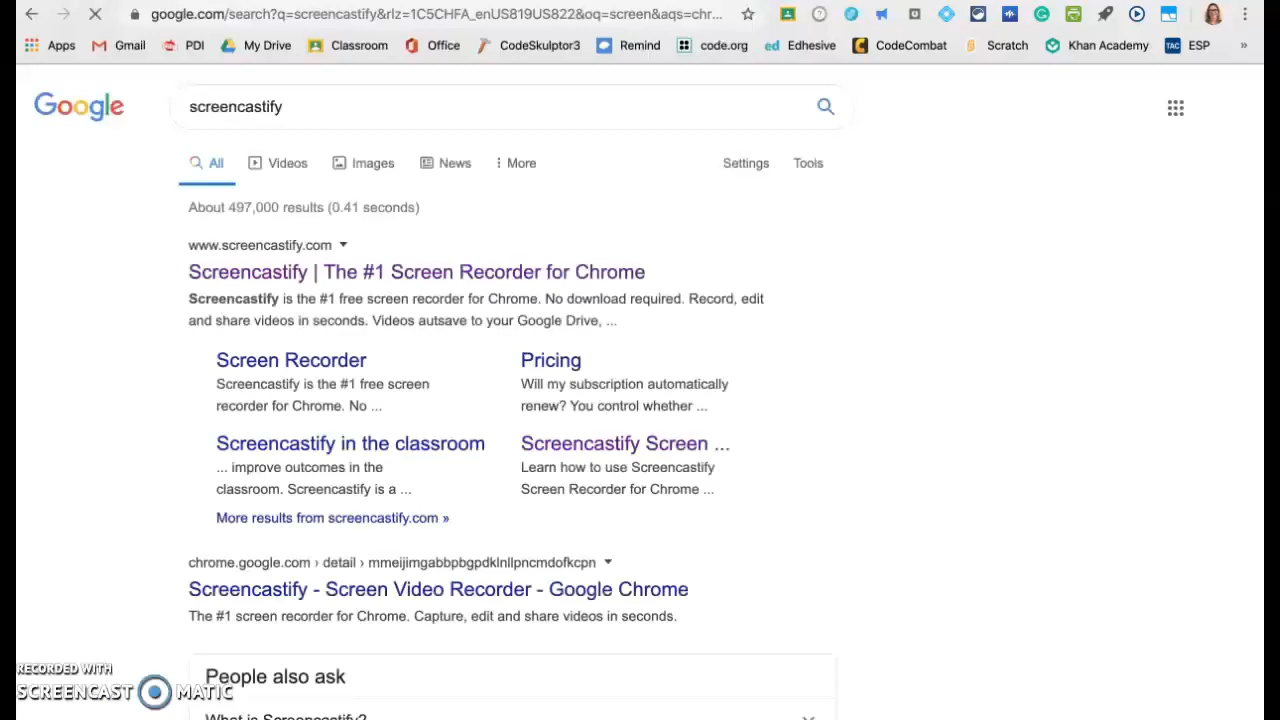 google.com/search?q=screencastify&rlz=1C5CHFA_enUS819US822&oq=screen&aqs=chr...
Apps Gmail PDI My Drive Classroom Office CodeSkulptor3 Remind code.org ed Edhesive CodeCombat Scratch Khan Academy TAC ESP »
Google screencastify
All Videos Images News More Settings Tools
About 497,000 results (0.41 seconds)
www.screencastify.com
Screencastify | The #1 Screen Recorder for Chrome
Screencastify is the #1 free screen recorder for Chrome. No download required. Record, edit
and share videos in seconds. Videos autsave to your Google Drive, ...
Screen Recorder
Screencastify is the #1 free screen
recorder for Chrome. No ...
Pricing
Will my subscription automatically
renew? You control whether ...
Screencastify in the classroom
... improve outcomes in the
classroom. Screencastify is a ...
Screencastify Screen ...
Learn how to use Screencastify
Screen Recorder for Chrome ...
More results from screencastify.com »
chrome.google.com › detail › mmeijimgabbpbgpdklnllpncmdofkcpn
Screencastify - Screen Video Recorder - Google Chrome
The #1 screen recorder for Chrome. Capture, edit and share videos in seconds.
People also ask
What is Screencastify?
RECORDED WITH
SCREENCAST MATIC